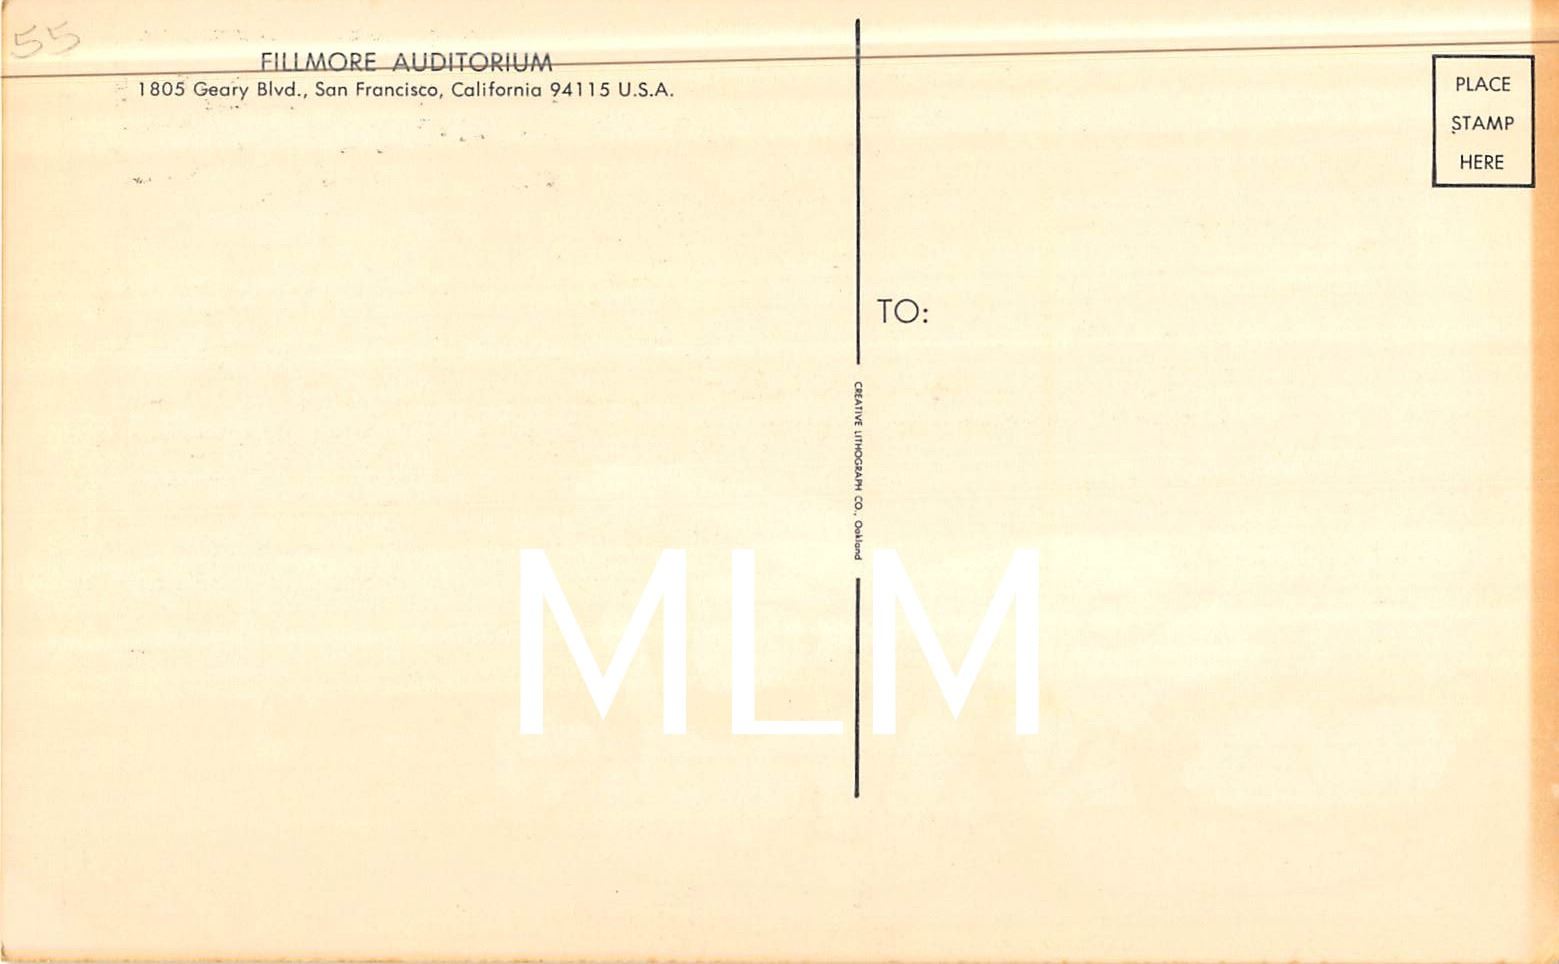 55
FILLMORE AUDITORIUM
1805 Geary Blvd., San Francisco, California 94115 U.S.A.
PLACE
STAMP
HERE
TO:
CREATIVE LITHOGRAPH CO., Oakland
MLM